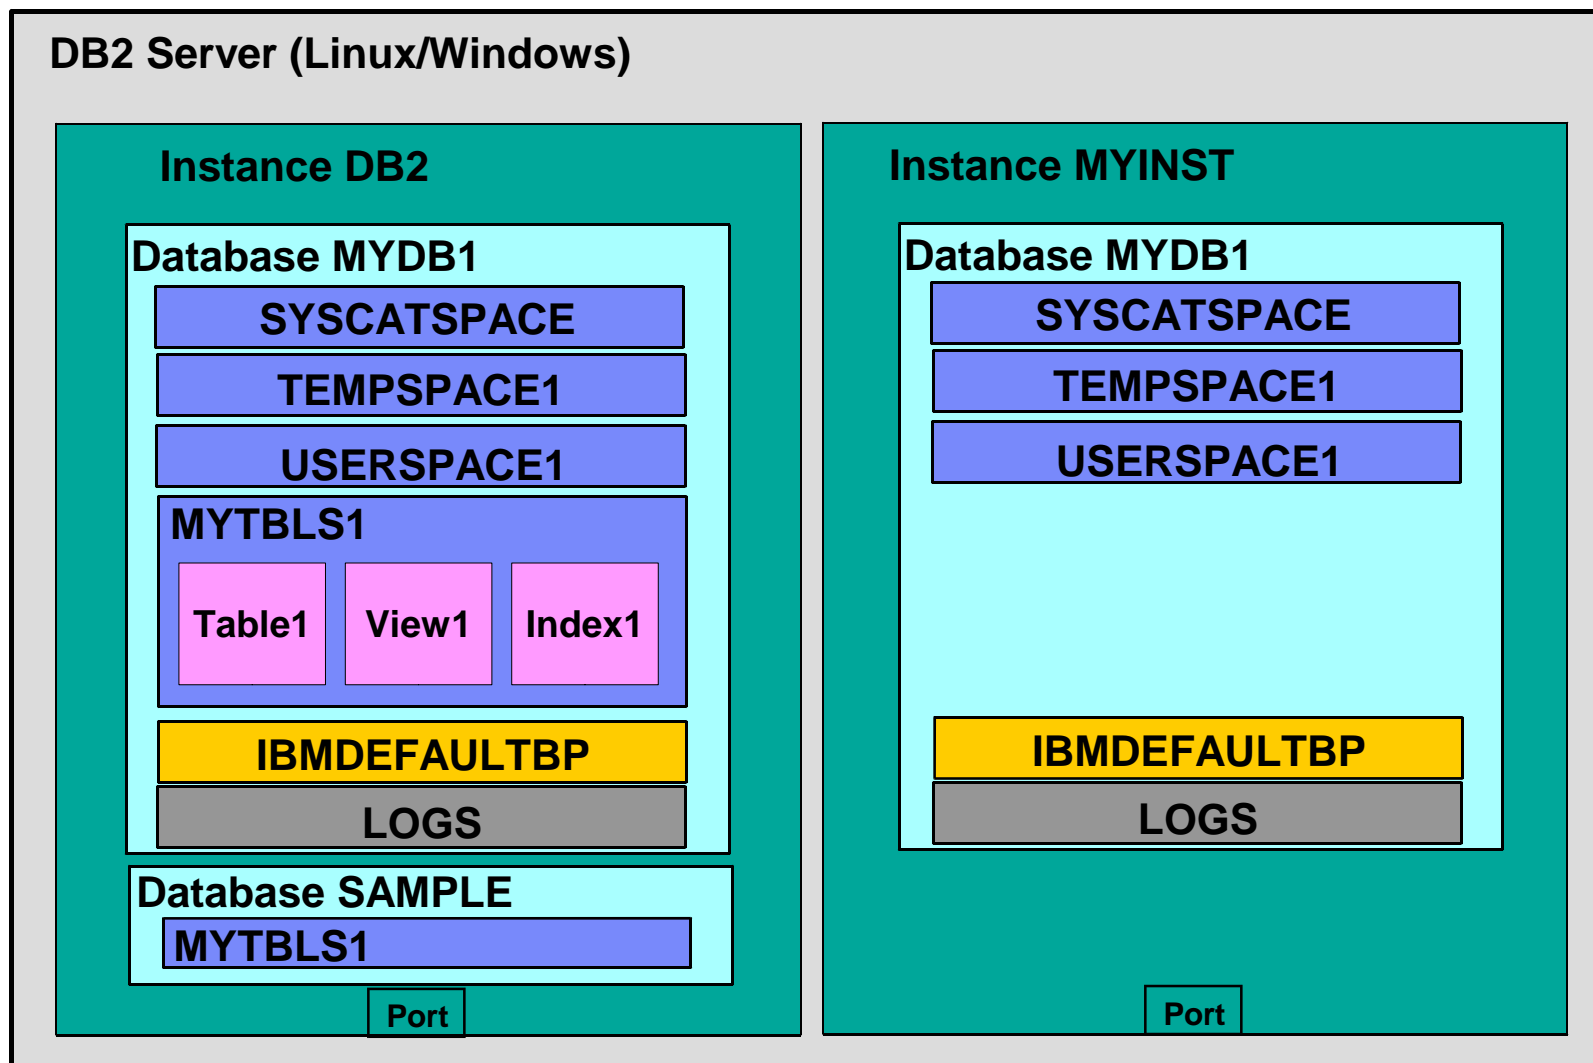 DB2 Server (Linux/Windows)
Instance DB2
Database MYDB1
SYSCATSPACE
TEMPSPACE1
USERSPACE1
MYTBLS1
Table1
View1
Index1
IBMDEFAULTBP
LOGS
Database SAMPLE
MYTBLS1
Port
Instance MYINST
Database MYDB1
SYSCATSPACE
TEMPSPACE1
USERSPACE1
IBMDEFAULTBP
LOGS
Port